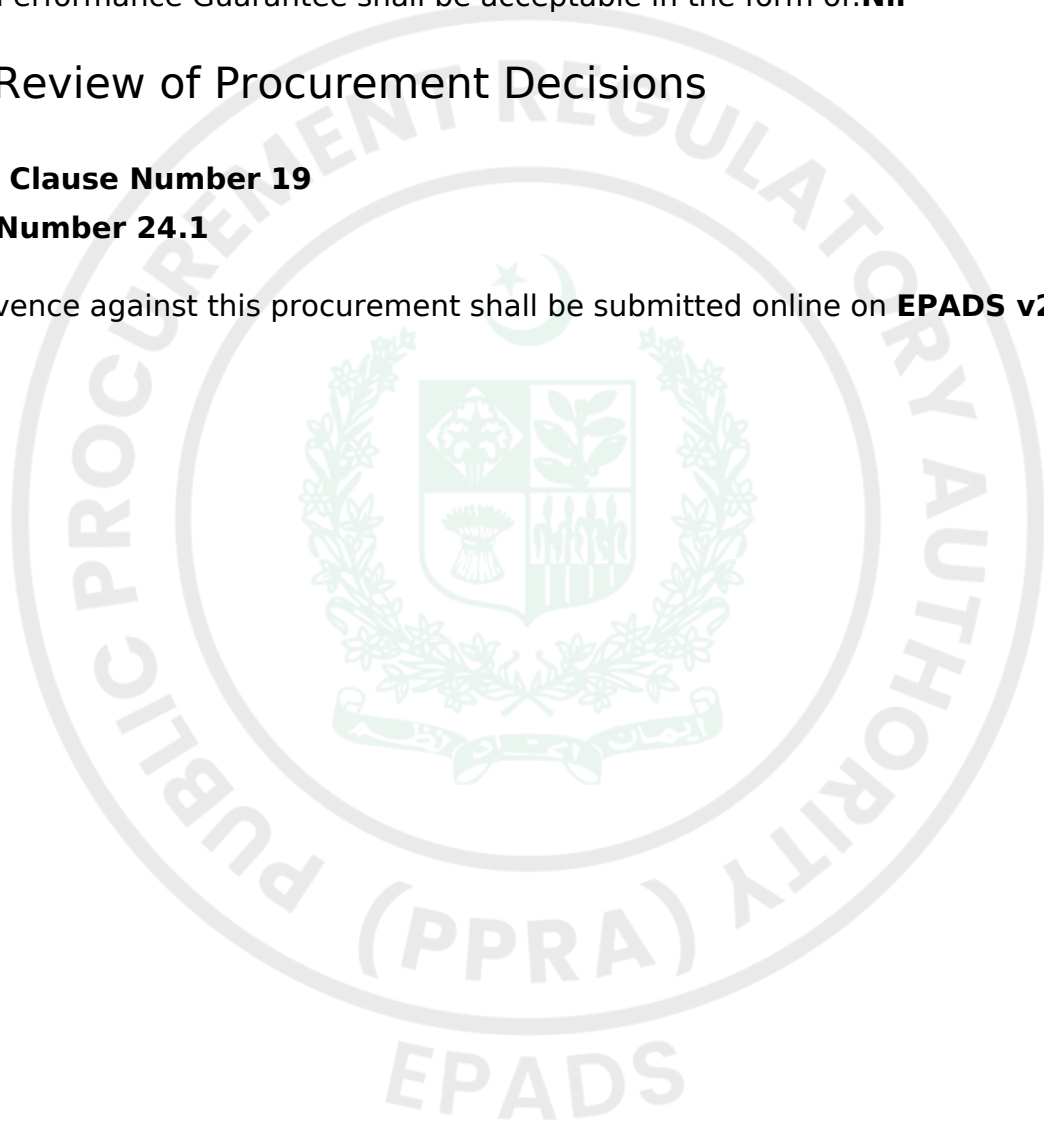 Performance Guarantee shall be acceptable in the form of:Nil
Review of Procurement Decisions
Clause Number 19
Number 24.1
vence against this procurement shall be submitted online on EPADS v2
PUBLIC PROCUREMENT REGULATORY AUTHORITY
(PPRA)
EPADS